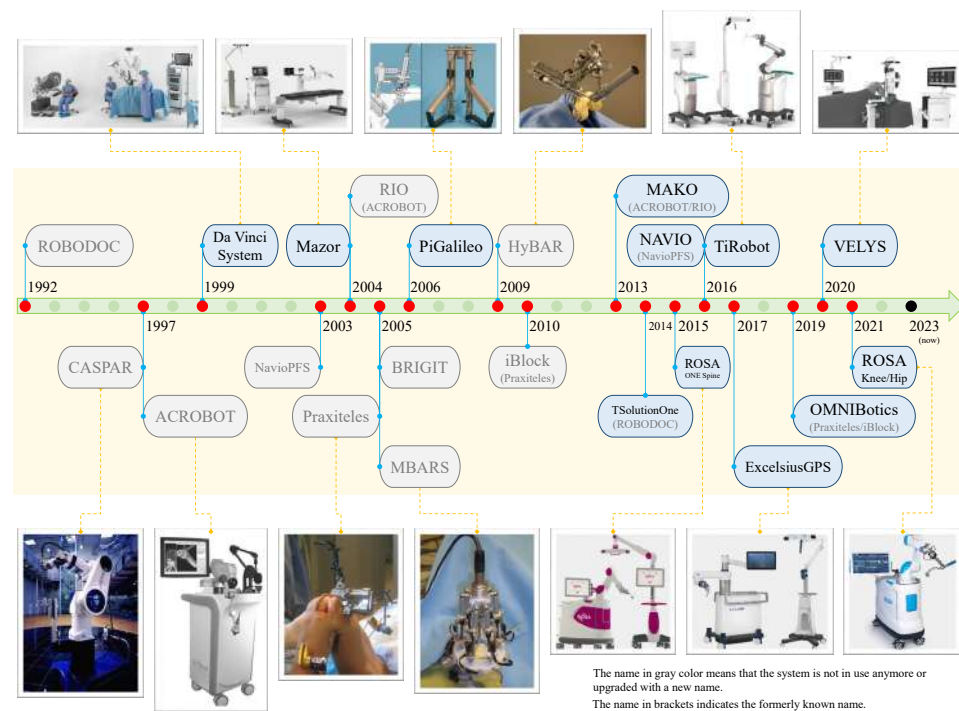 RIO
(ACROBOT)
MAKO
(ACROBOT/RIO)
ROBODOC
Da Vinci
System
Mazor
PiGalileo
HyBAR
NAVIO
(NavioPFS)
TiRobot
VELYS
1992
1999
2004
2006
2009
2013
2016
2020
1997
2003
2005
2010
2014
2015
2017
2019
2021
2023
(now)
CASPAR
NavioPFS
BRIGIT
iBlock
(Praxiteles)
ROSA
ONE Spine
ROSA
Knee/Hip
ACROBOT
Praxiteles
TSolutionOne
(ROBODOC)
OMNIBotics
(Praxiteles/iBlock)
MBARS
ExcelsiusGPS
The name in gray color means that the system is not in use anymore or
upgraded with a new name.
The name in brackets indicates the formerly known name.